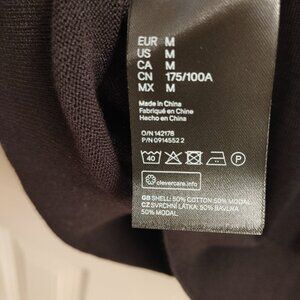 EUR M
US M
CA M
CN 175/100A
MX M
Made in China
Fabriqué en Chine
Hecho en China
O/N 142178
P/N 0914552.2
40
P
clevercare.info
GB SHELL: 50% COTTON 50% MODAL.
CZ SVRCHNÍ LÁTKA: 50% BAVLNA
50% MODAL.